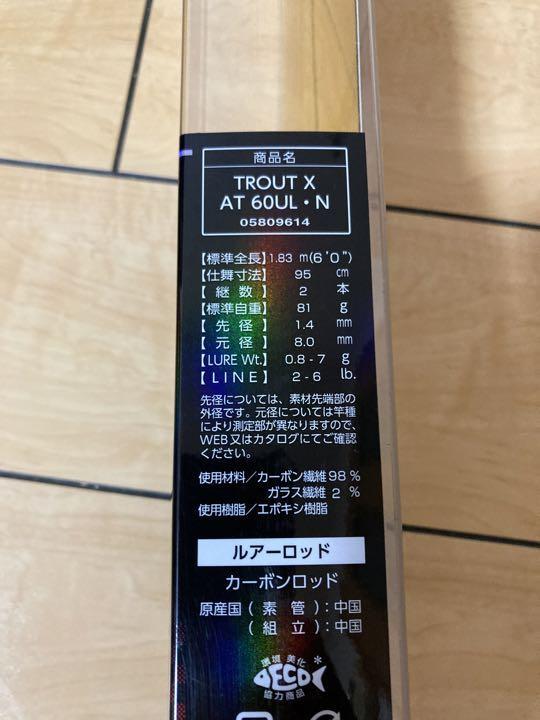 商品名
TROUT X
AT 60UL・N
05809614
【標準全長】1.83 m(6'0")
【仕舞寸法】 95 cm
【 継 数 】 2 本
【標準自重】 81 g
【 先 径 】 1.4 mm
【 元 径 】 8.0 mm
【LURE Wt.】 0.8 - 7 g
【 L I N E 】 2 - 6 lb.
先径については、素材先端部の
外径です。元径については竿種
により測定部が異なりますので、
WEB又はカタログにてご確認
ください。
使用材料/カーボン繊維 98 %
ガラス繊維 2 %
使用樹脂/エポキシ樹脂
ルアーロッド
カーボンロッド
原産国 ( 素 管 ) : 中国
( 組 立 ) : 中国
環境 美化 *
DECO
協力商品